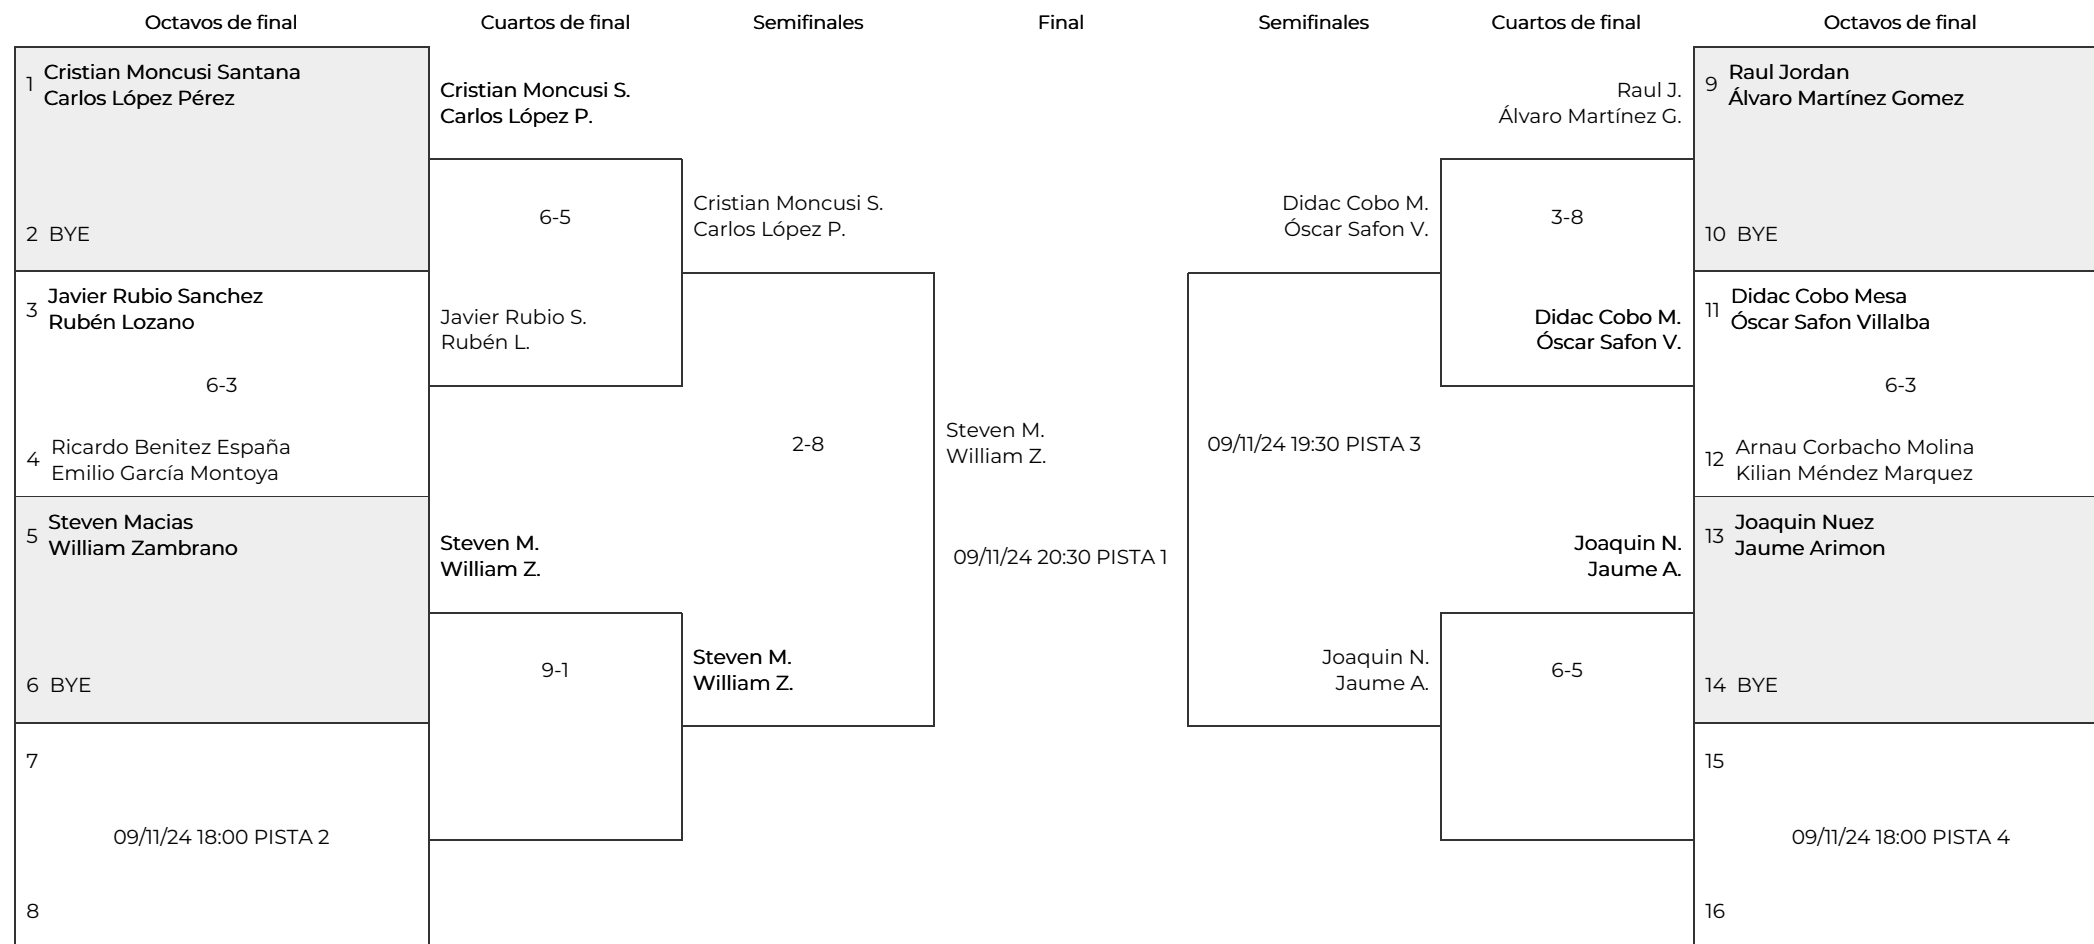 Octavos de final
Cuartos de final
Semifinales
Final
Semifinales
Cuartos de final
Octavos de final
1
Cristian Moncusi Santana
Carlos López Pérez
2 BYE
3
Javier Rubio Sanchez
Rubén Lozano
6-3
4
Ricardo Benitez España
Emilio García Montoya
5
Steven Macias
William Zambrano
6 BYE
7
09/11/24 18:00 PISTA 2
8
Cristian Moncusi S.
Carlos López P.
6-5
Javier Rubio S.
Rubén L.
Steven M.
William Z.
9-1
Cristian Moncusi S.
Carlos López P.
2-8
Steven M.
William Z.
Steven M.
William Z.
09/11/24 20:30 PISTA 1
Didac Cobo M.
Óscar Safon V.
09/11/24 19:30 PISTA 3
Joaquin N.
Jaume A.
Raul J.
Álvaro Martínez G.
3-8
Didac Cobo M.
Óscar Safon V.
Joaquin N.
Jaume A.
6-5
9
Raul Jordan
Álvaro Martínez Gomez
10 BYE
11
Didac Cobo Mesa
Óscar Safon Villalba
6-3
12
Arnau Corbacho Molina
Kilian Méndez Marquez
13
Joaquin Nuez
Jaume Arimon
14 BYE
15
09/11/24 18:00 PISTA 4
16